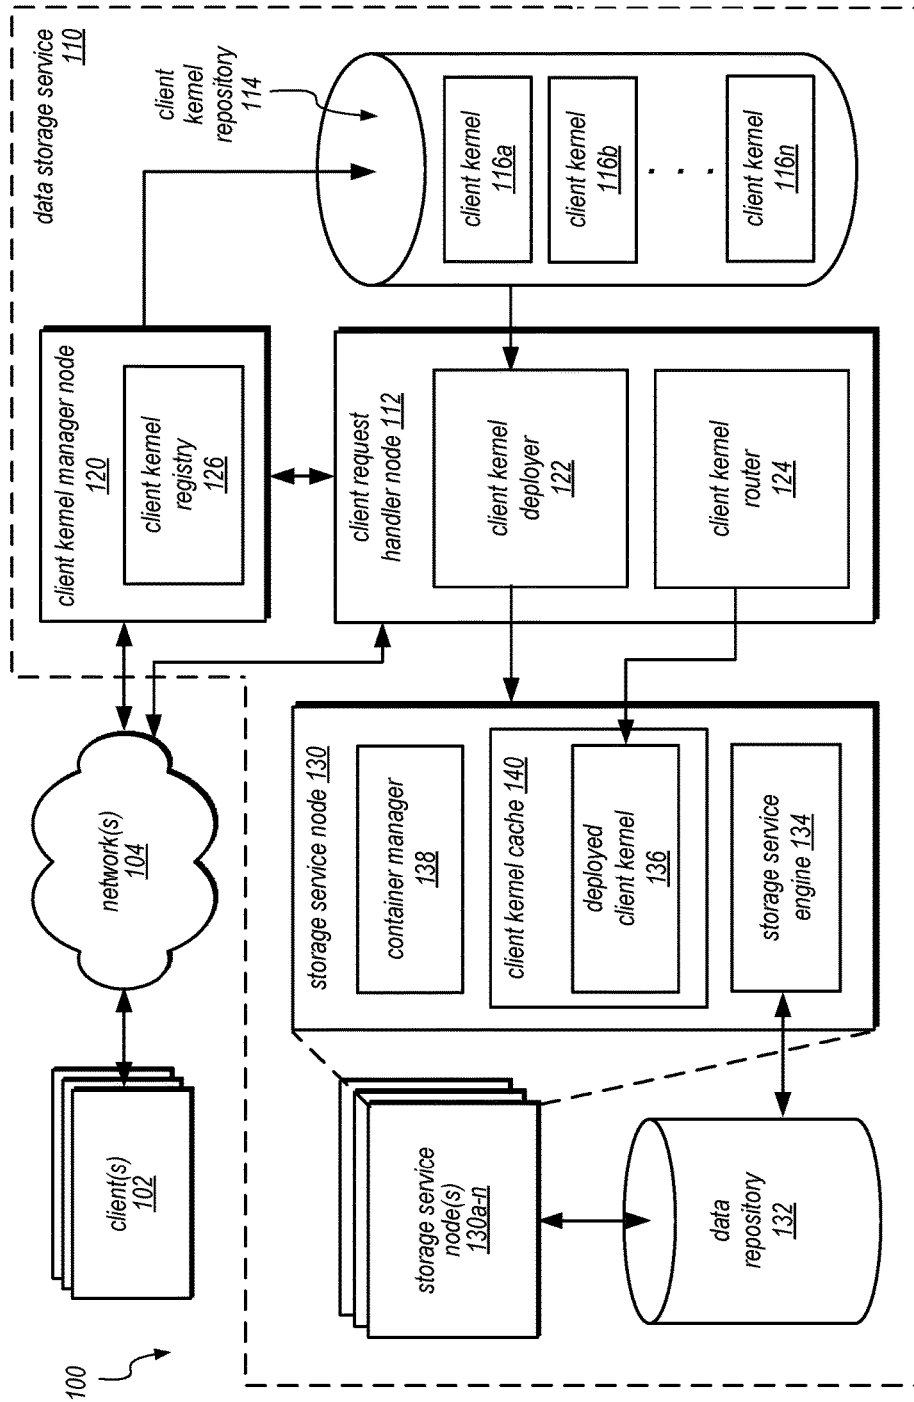 100
client(s)
102
network(s)
104
client kernel manager node
120
client kernel
registry
126
data storage service
110
client
kernel
repository
114
storage service
node(s)
130a-n
storage service node 130
container manager
138
client kernel cache 140
deployed
client kernel
136
storage service
engine 134
client request
handler node 112
client kernel
deployer
122
client kernel
router
124
client kernel
116a
client kernel
116b
. . .
client kernel
116n
data
repository
132